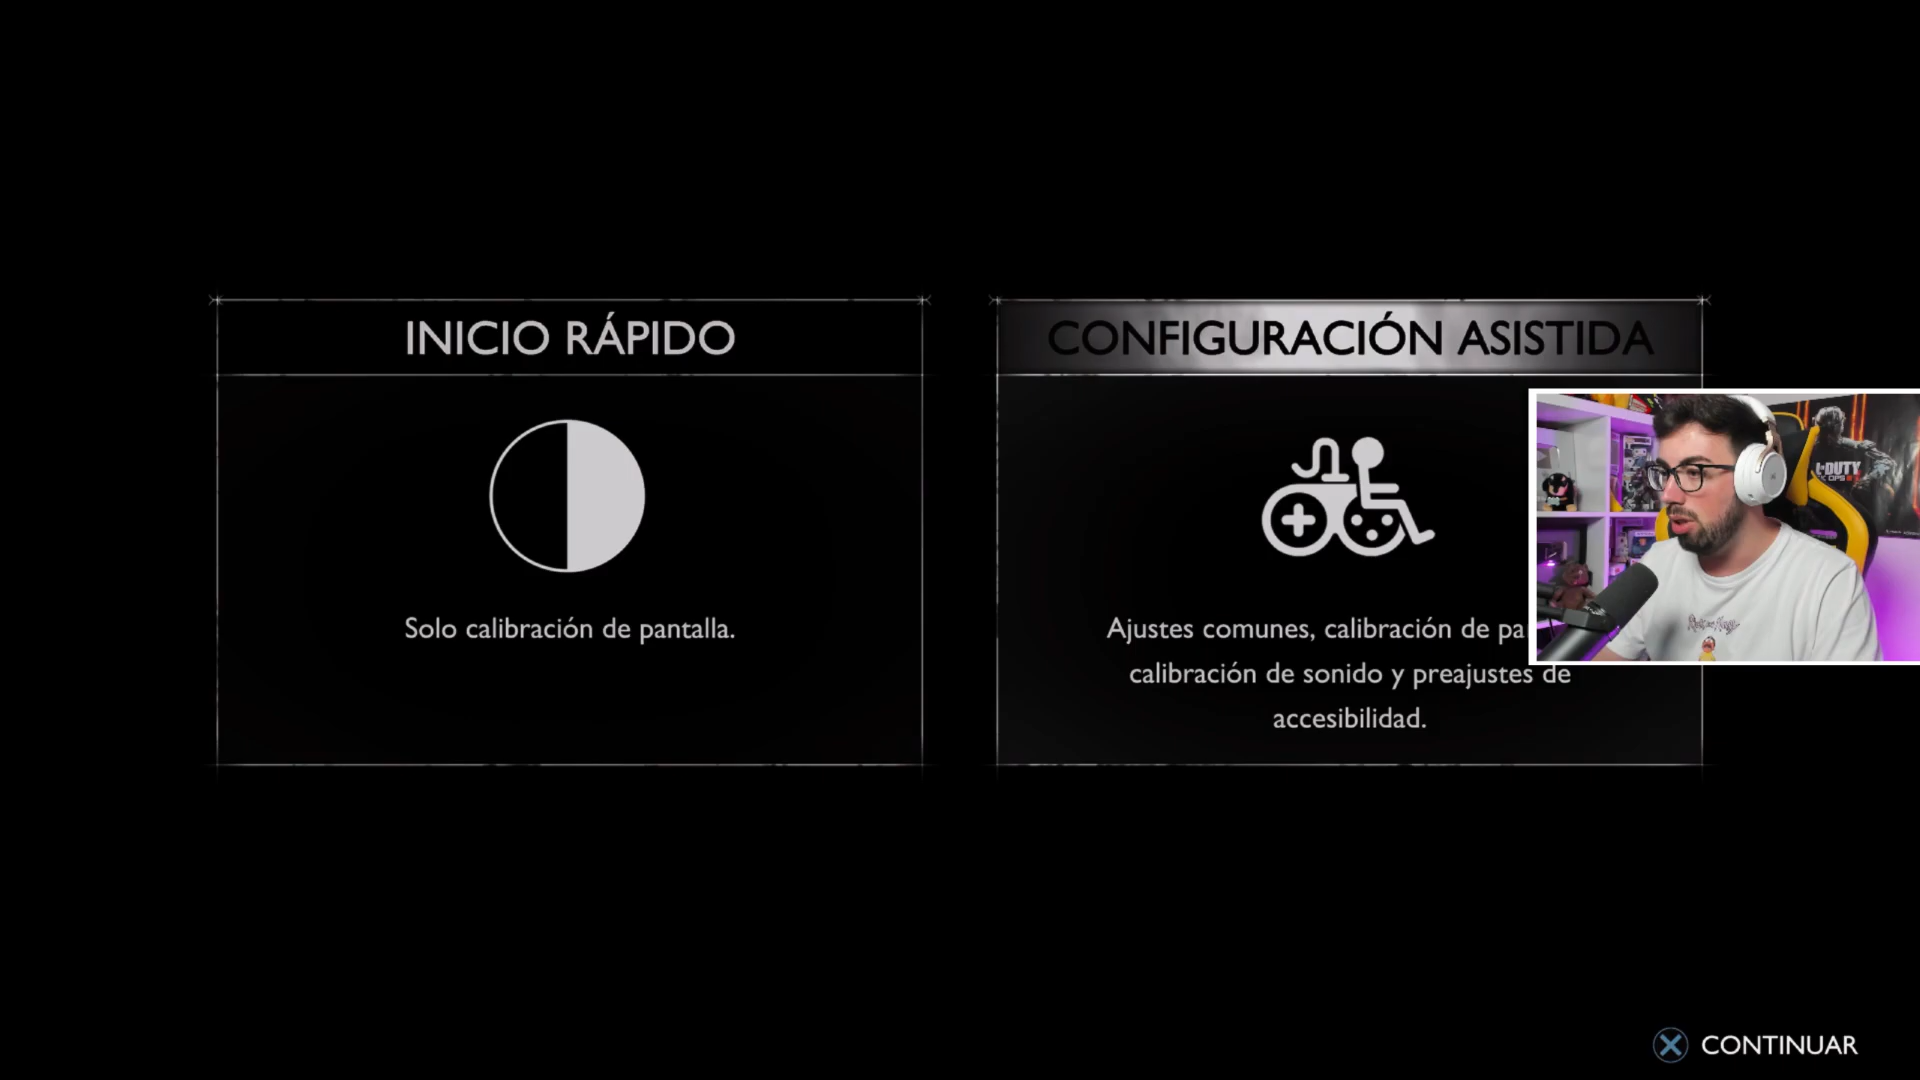 INICIO RÁPIDO
Solo calibración de pantalla.
CONFIGURACIÓN ASISTIDA
Ajustes comunes, calibración de
calibración de sonido y preajustes de
accesibilidad.
DUTY
CONTINUAR